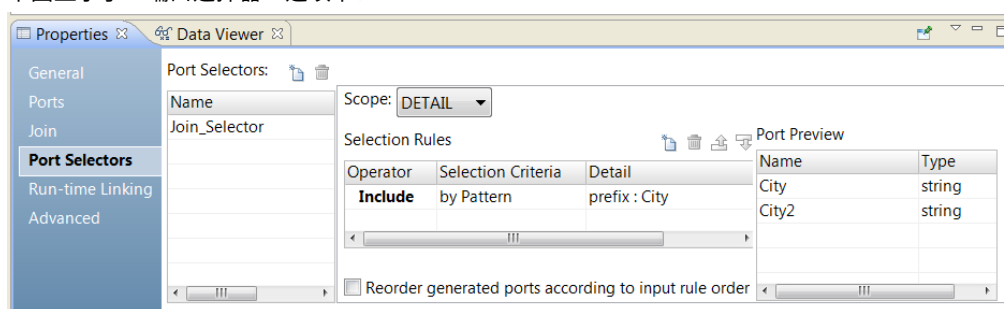 Properties
Data Viewer
General
Ports
Join
Port Selectors
Run-time Linking
Advanced
Port Selectors:
Name
Join_Selector
Scope: DETAIL
Selection Rules
Operator Selection Criteria Detail
Include by Pattern prefix : City
Reorder generated ports according to input rule order
Port Preview
Name Type
City string
City2 string